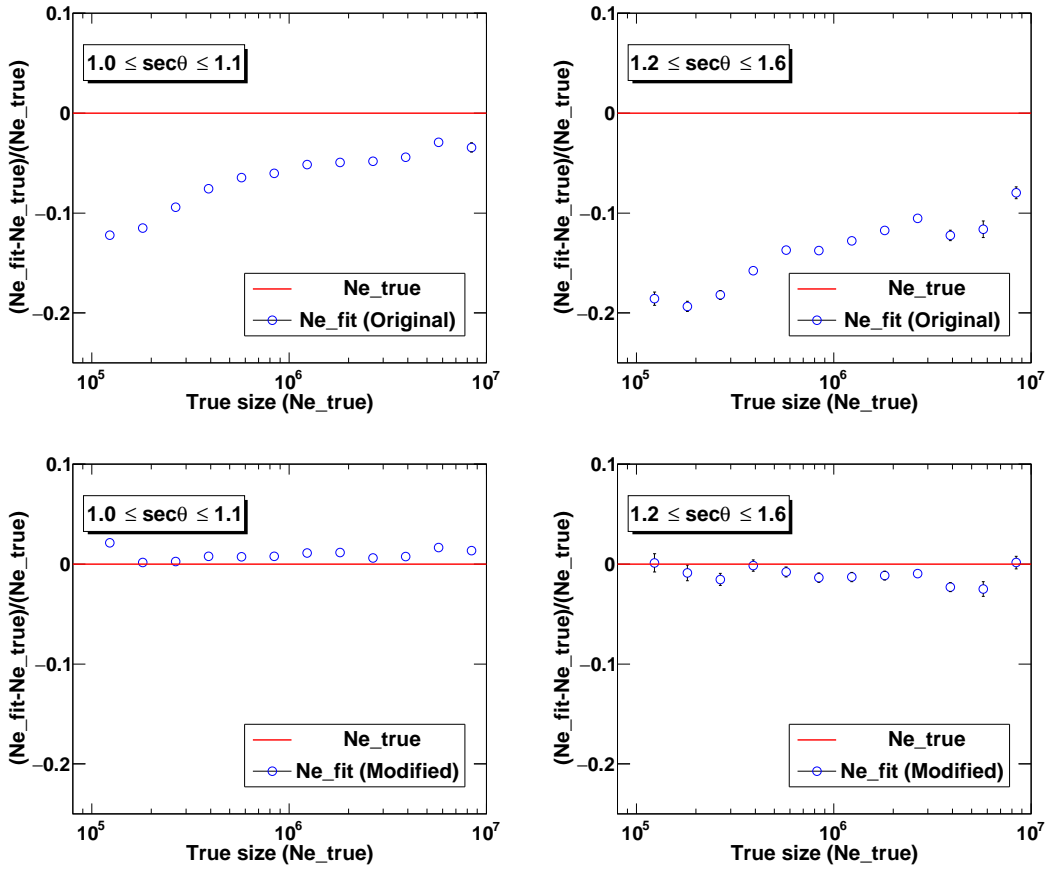 0.1
0
−0.1
−0.2
(Ne_fit-Ne_true)/(Ne_true)
1.0 ≤ secθ ≤ 1.1
Ne_true
Ne_fit (Original)
10^5
10^6
10^7
True size (Ne_true)
0.1
0
−0.1
−0.2
(Ne_fit-Ne_true)/(Ne_true)
1.2 ≤ secθ ≤ 1.6
Ne_true
Ne_fit (Original)
10^5
10^6
10^7
True size (Ne_true)
0.1
0
−0.1
−0.2
(Ne_fit-Ne_true)/(Ne_true)
1.0 ≤ secθ ≤ 1.1
Ne_true
Ne_fit (Modified)
10^5
10^6
10^7
True size (Ne_true)
0.1
0
−0.1
−0.2
(Ne_fit-Ne_true)/(Ne_true)
1.2 ≤ secθ ≤ 1.6
Ne_true
Ne_fit (Modified)
10^5
10^6
10^7
True size (Ne_true)